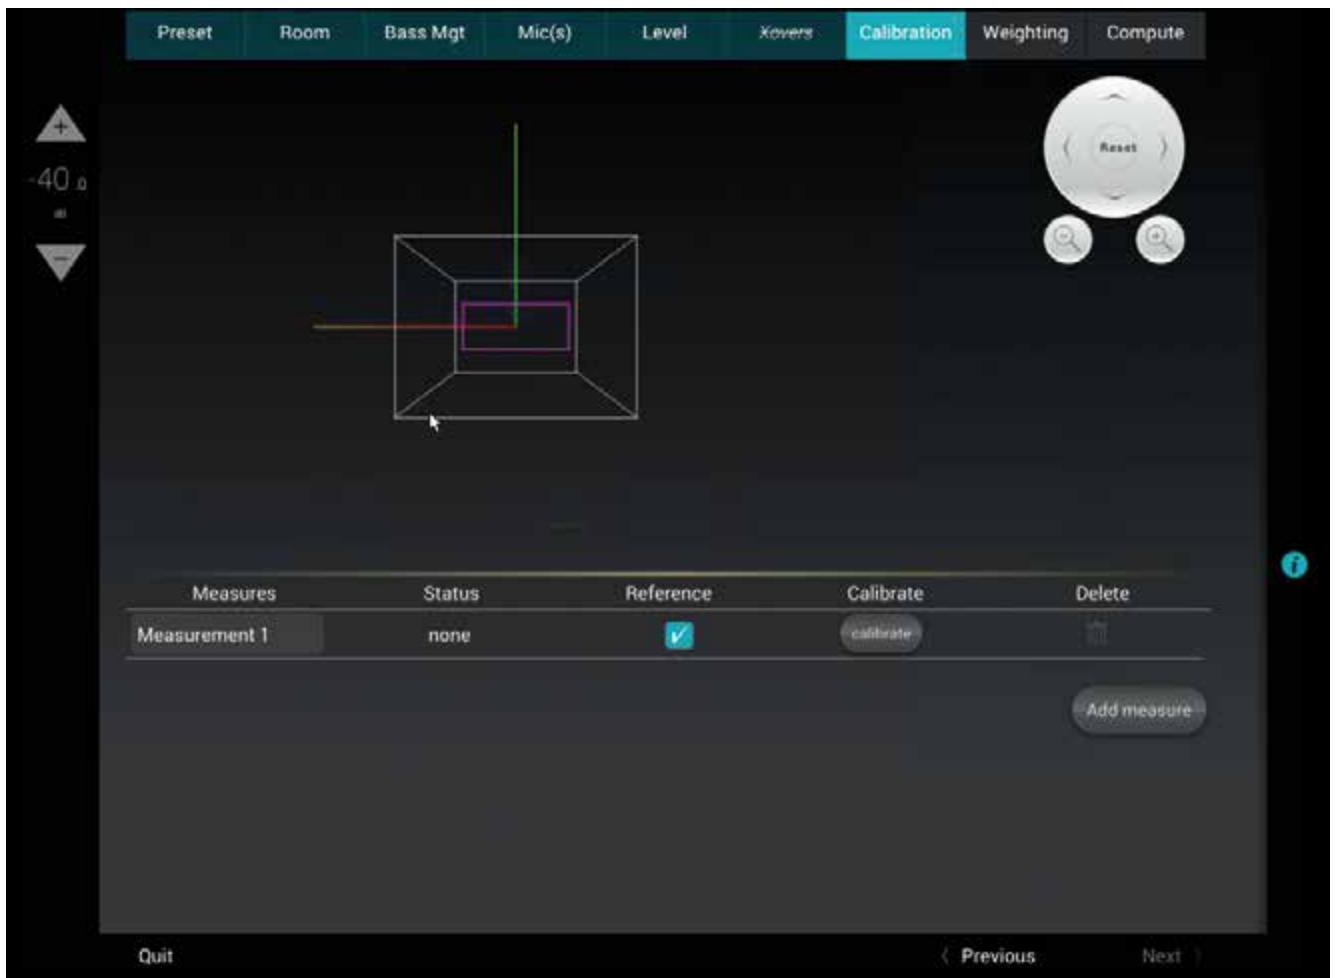 Preset Room Bass Mgt Mic(s) Level Xovers Calibration Weighting Compute
+
Reset
-40.0
dB
−
Measures Status Reference Calibrate Delete
Measurement 1 none calibrate
Add measure
Quit Previous Next